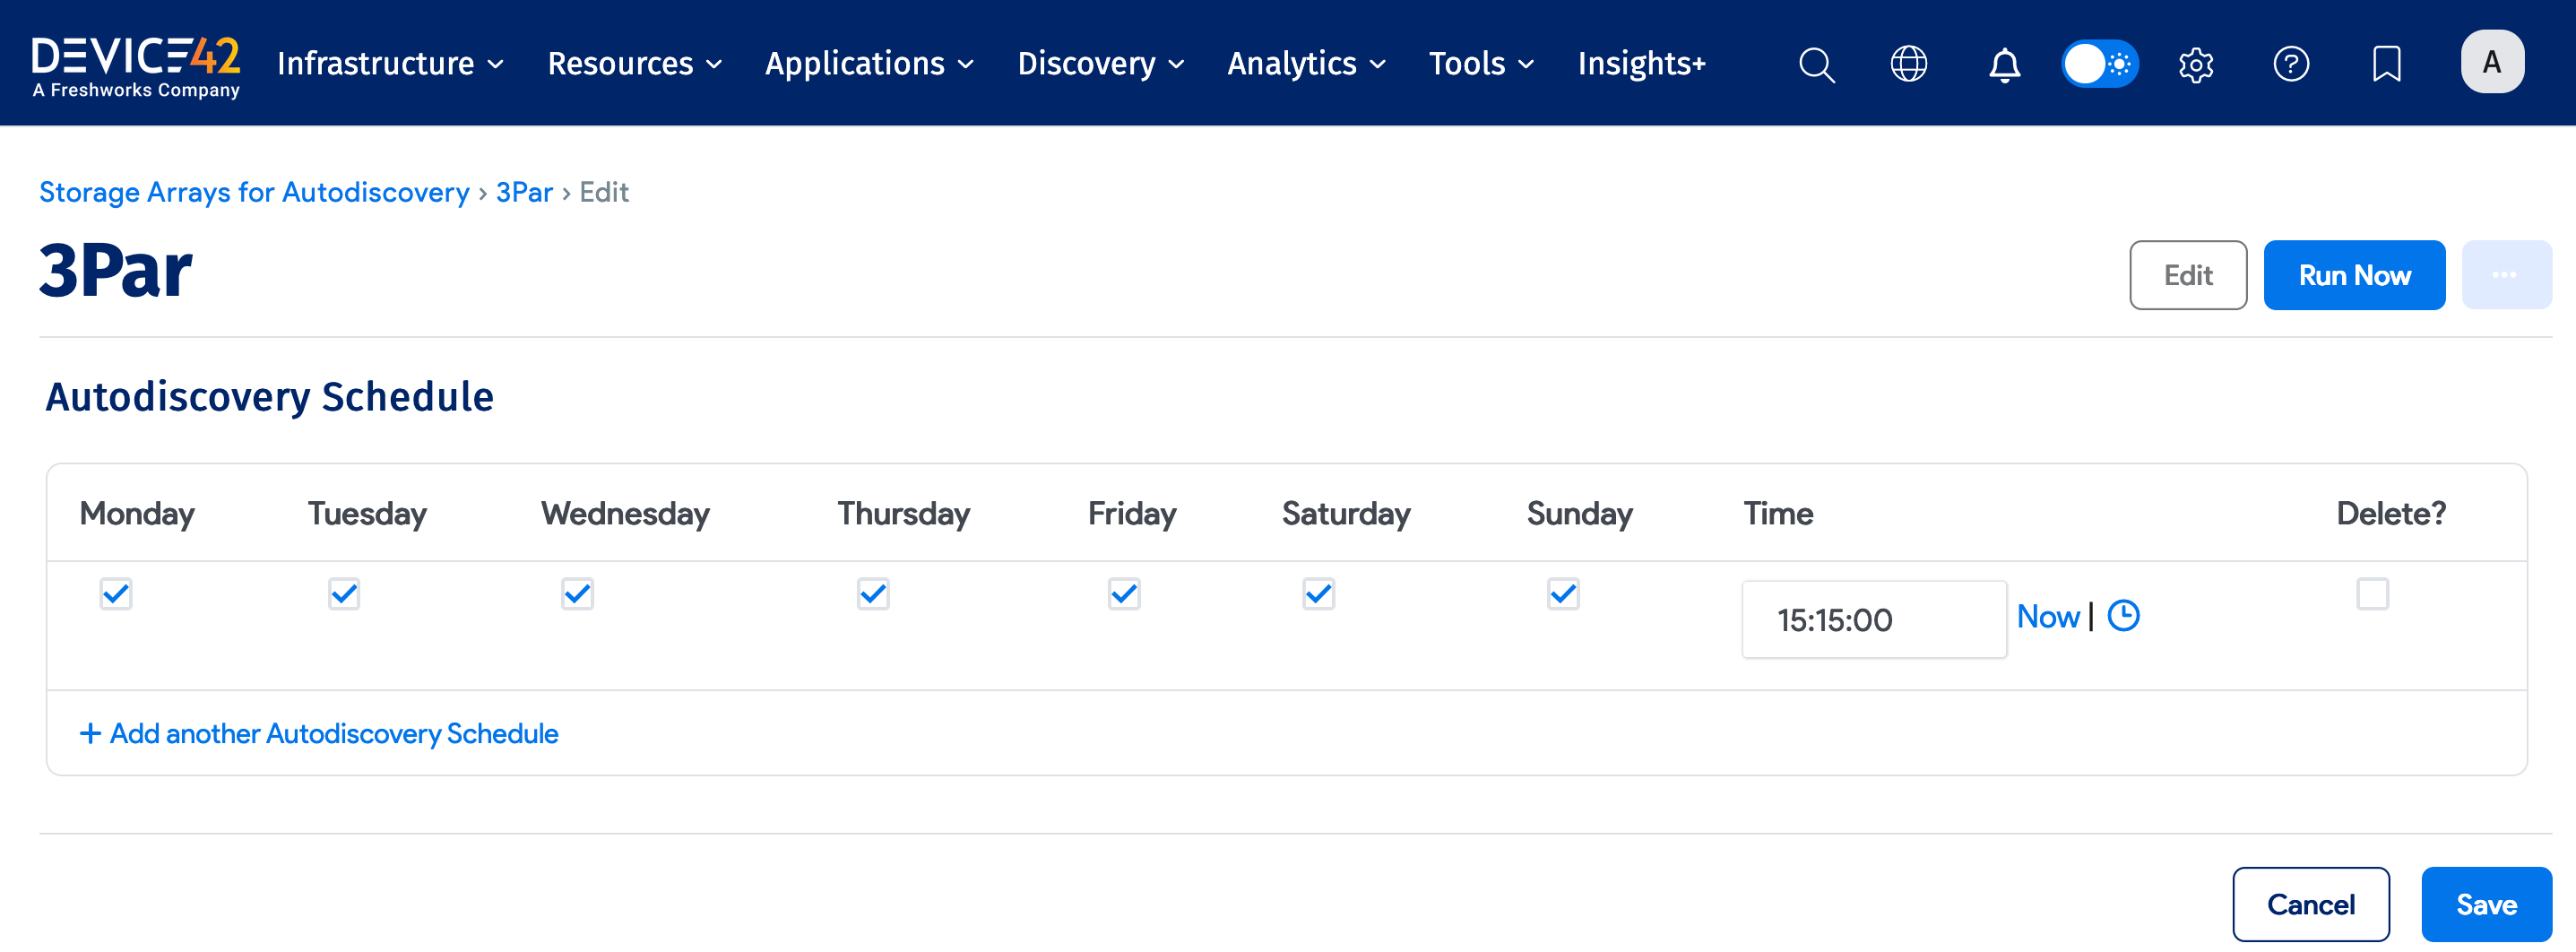 DEVICE42 Infrastructure Resources Applications Discovery Analytics Tools Insights+ A
A Freshworks Company
Storage Arrays for Autodiscovery › 3Par › Edit
3Par Edit Run Now ...
Autodiscovery Schedule
Monday Tuesday Wednesday Thursday Friday Saturday Sunday Time Delete?
15:15:00 Now |
+ Add another Autodiscovery Schedule
Cancel Save